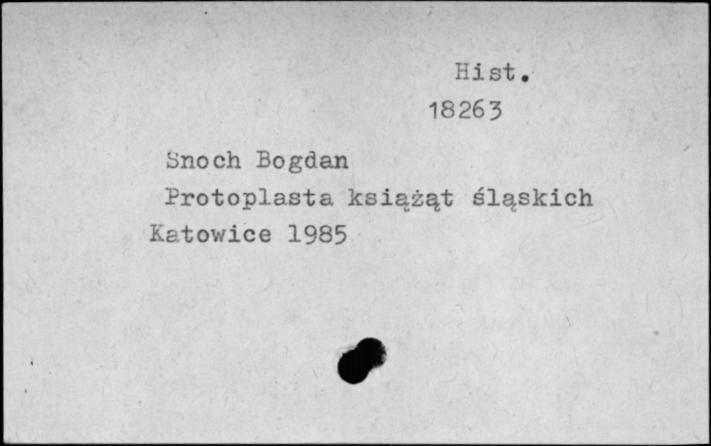 Hist.
18263
Snoch Bogdan
Protoplasta książąt śląskich
Katowice 1985